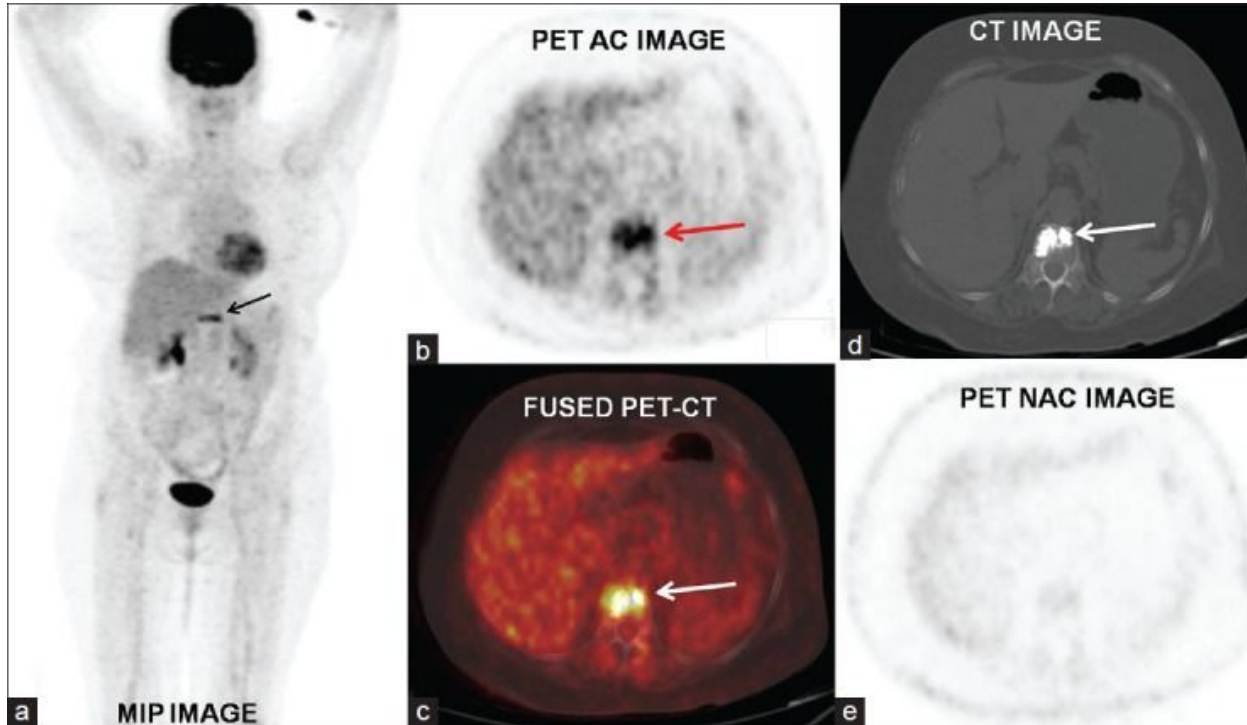 MIP IMAGE
a
PET AC IMAGE
b
FUSED PET-CT
c
CT IMAGE
d
PET NAC IMAGE
e